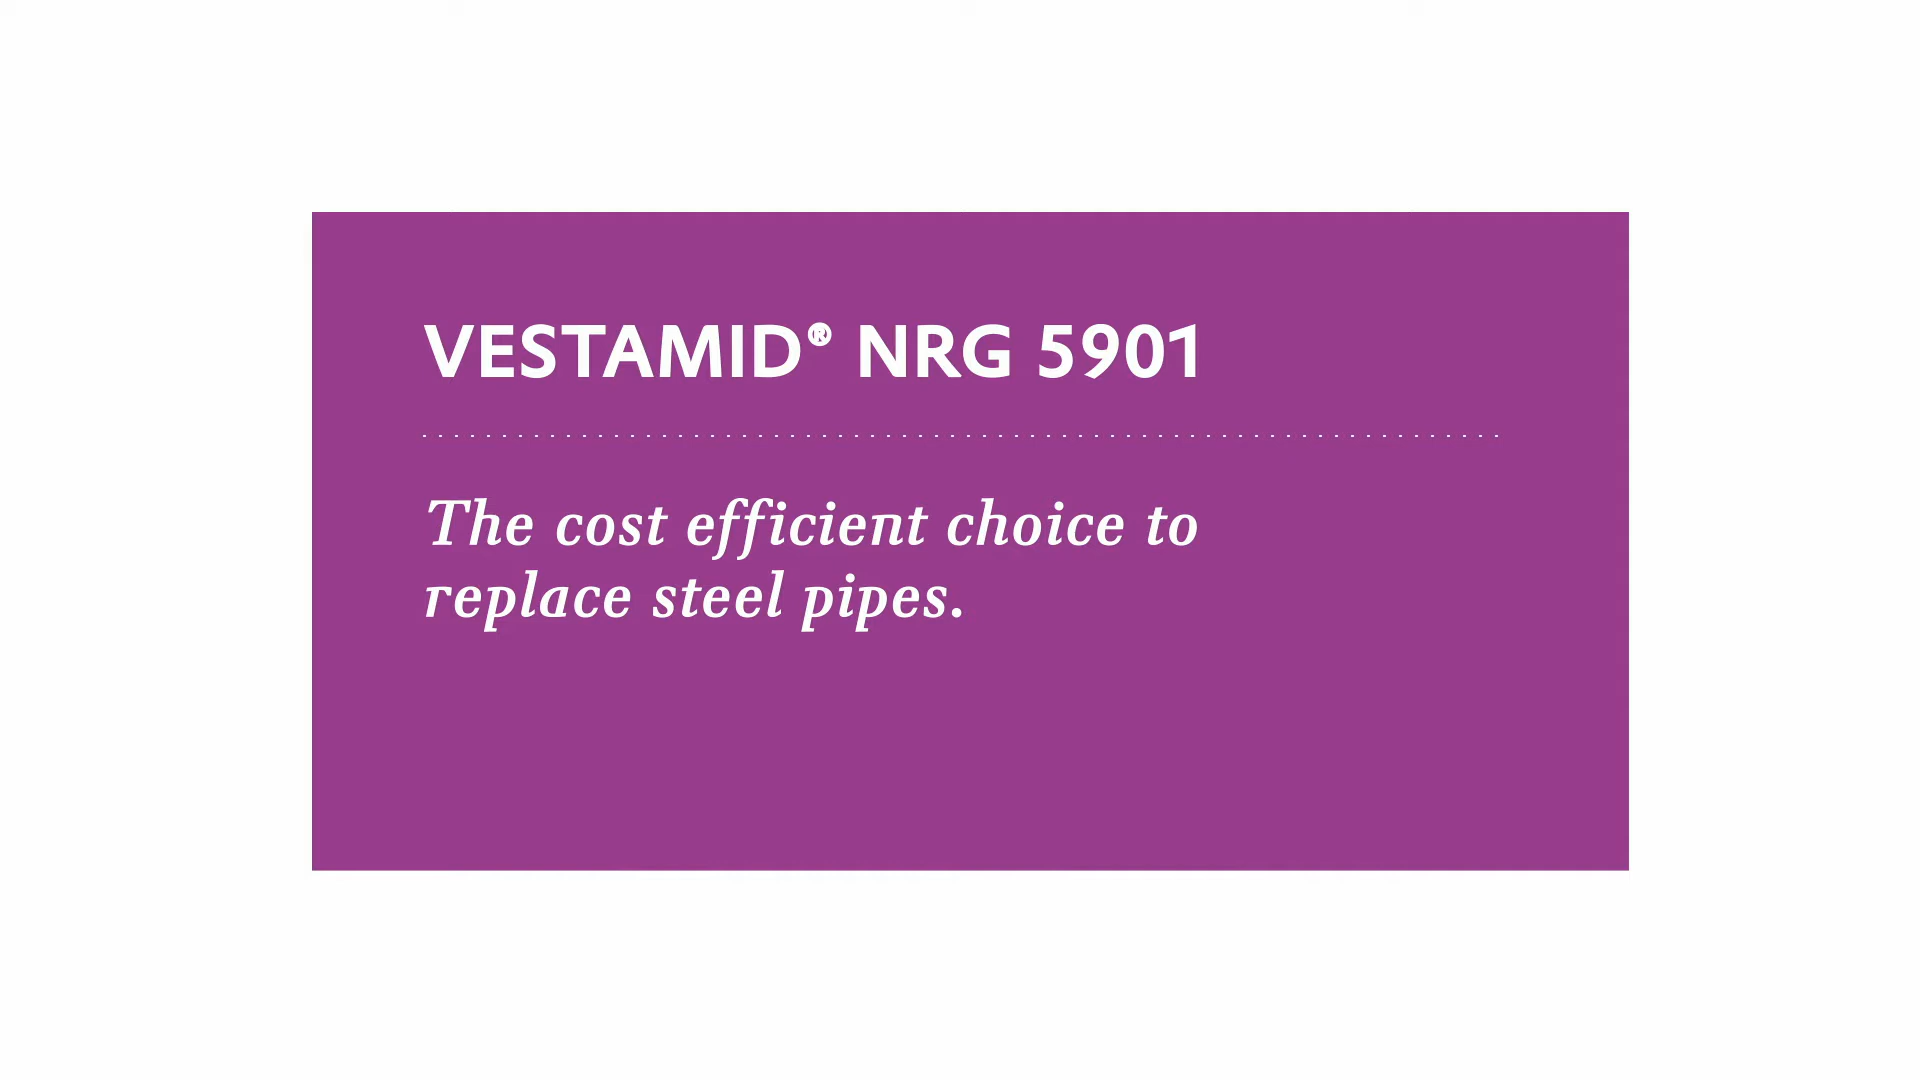 VESTAMID® NRG 5901
The cost efficient choice to
replace steel pipes.